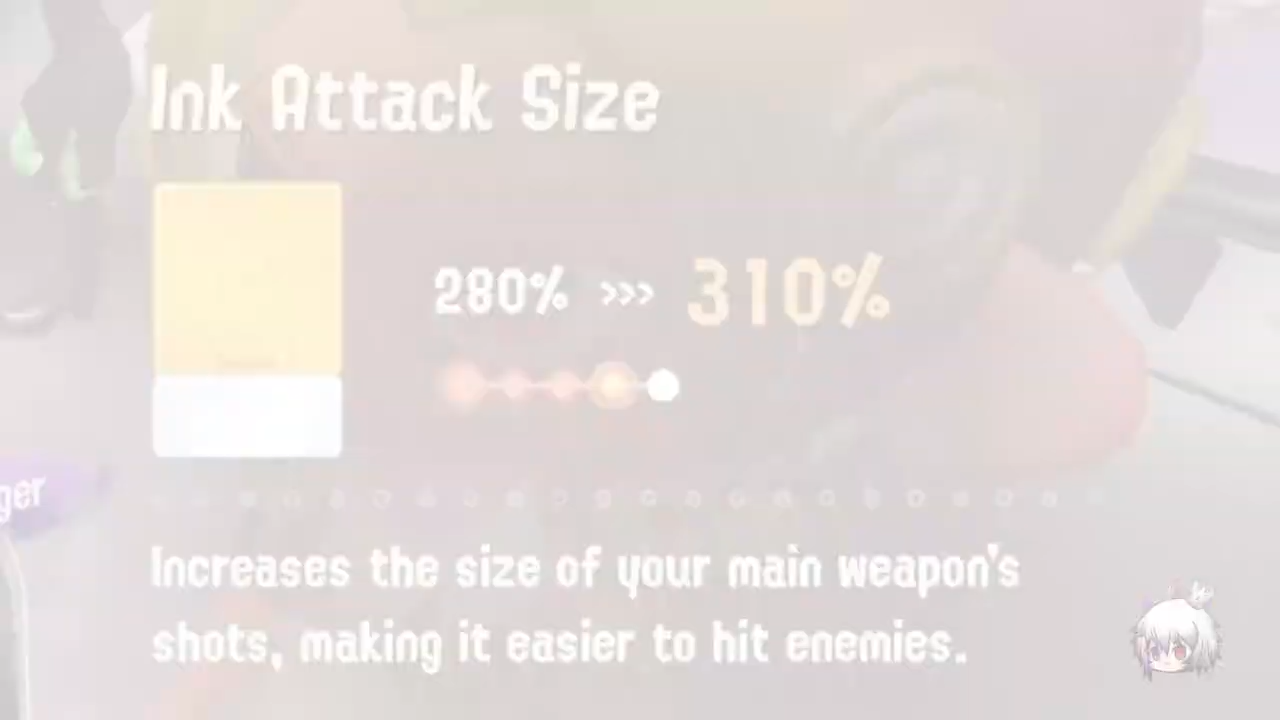 Ink Attack Size
280% >>> 310%
ger
Increases the size of your main weapon's
shots, making it easier to hit enemies.